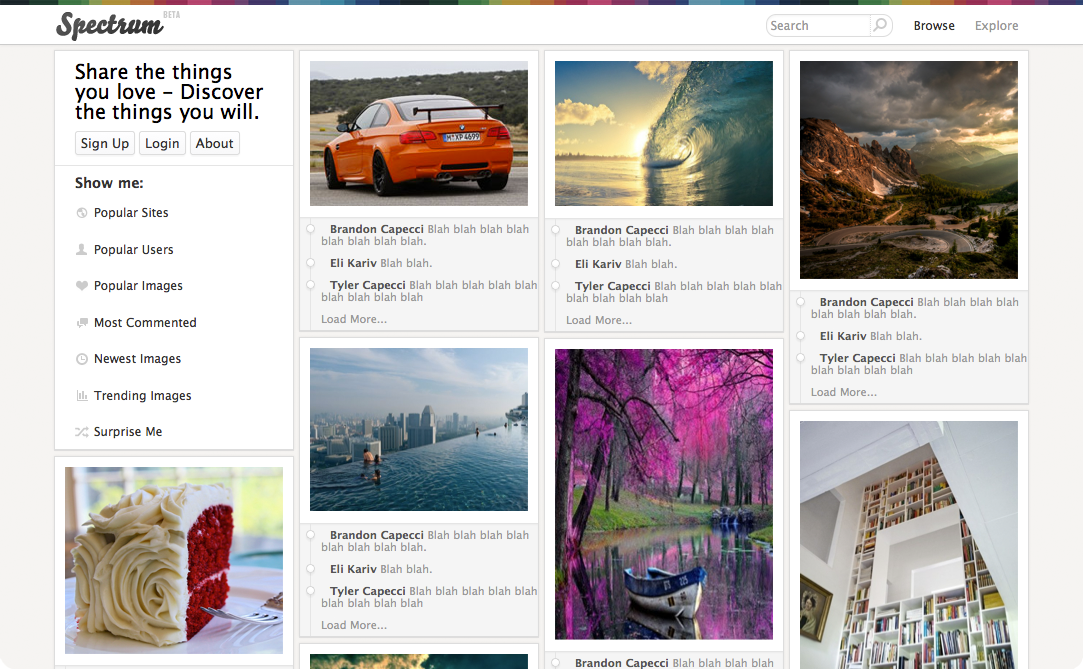 Spectrum BETA
Search
Browse
Explore
Share the things
you love – Discover
the things you will.
Sign Up
Login
About
Show me:
Popular Sites
Popular Users
Popular Images
Most Commented
Newest Images
Trending Images
Surprise Me
M XP 4699
Brandon Capecci Blah blah blah blah
blah blah blah blah.
Eli Kariv Blah blah.
Tyler Capecci Blah blah blah blah blah
blah blah blah blah
Load More...
Brandon Capecci Blah blah blah blah
blah blah blah blah.
Eli Kariv Blah blah.
Tyler Capecci Blah blah blah blah blah
blah blah blah blah
Load More...
Brandon Capecci Blah blah blah blah
blah blah blah blah.
Eli Kariv Blah blah.
Tyler Capecci Blah blah blah blah blah
blah blah blah blah
Load More...
Brandon Capecci Blah blah blah blah
blah blah blah blah.
Eli Kariv Blah blah.
Tyler Capecci Blah blah blah blah blah
blah blah blah blah
Load More...
Brandon Capecci Blah blah blah blah